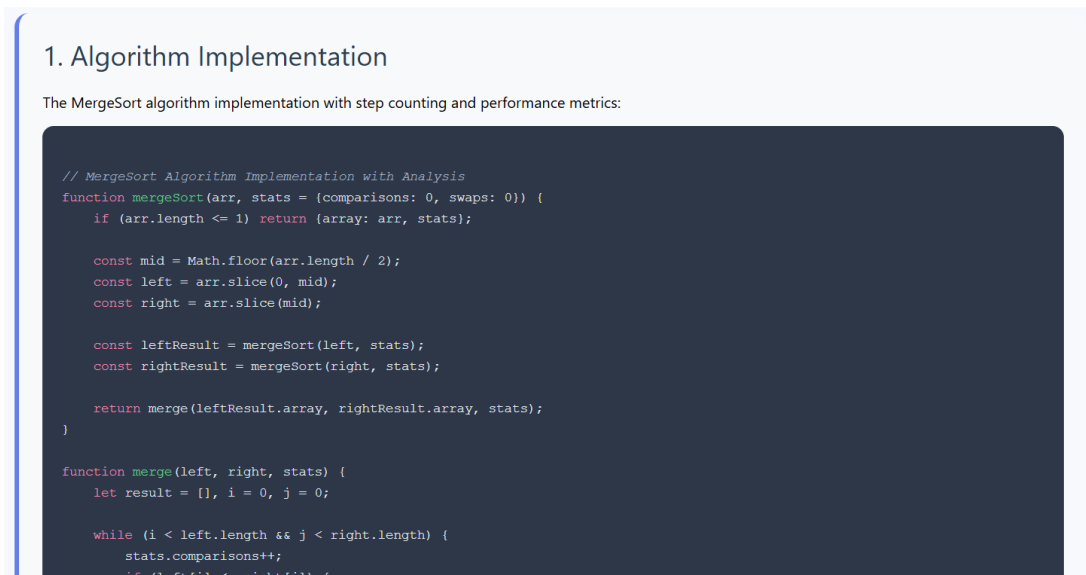 1. Algorithm Implementation
The MergeSort algorithm implementation with step counting and performance metrics:
// MergeSort Algorithm Implementation with Analysis
function mergeSort(arr, stats = {comparisons: 0, swaps: 0}) {
    if (arr.length <= 1) return {array: arr, stats};
    const mid = Math.floor(arr.length / 2);
    const left = arr.slice(0, mid);
    const right = arr.slice(mid);
    const leftResult = mergeSort(left, stats);
    const rightResult = mergeSort(right, stats);
    return merge(leftResult.array, rightResult.array, stats);
}
function merge(left, right, stats) {
    let result = [], i = 0, j = 0;
    while (i < left.length && j < right.length) {
        stats.comparisons++;